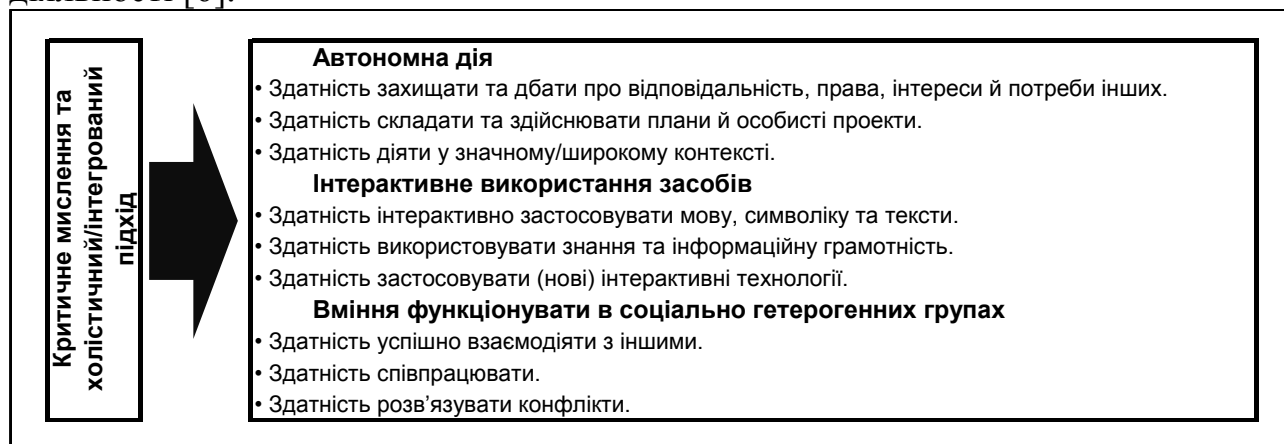 Критичне мислення та
холістичний/інтегрований
підхід
Автономна дія
• Здатність захищати та дбати про відповідальність, права, інтереси й потреби інших.
• Здатність складати та здійснювати плани й особисті проекти.
• Здатність діяти у значному/широкому контексті.
Інтерактивне використання засобів
• Здатність інтерактивно застосовувати мову, символіку та тексти.
• Здатність використовувати знання та інформаційну грамотність.
• Здатність застосовувати (нові) інтерактивні технології.
Вміння функціонувати в соціально гетерогенних групах
• Здатність успішно взаємодіяти з іншими.
• Здатність співпрацювати.
• Здатність розв'язувати конфлікти.